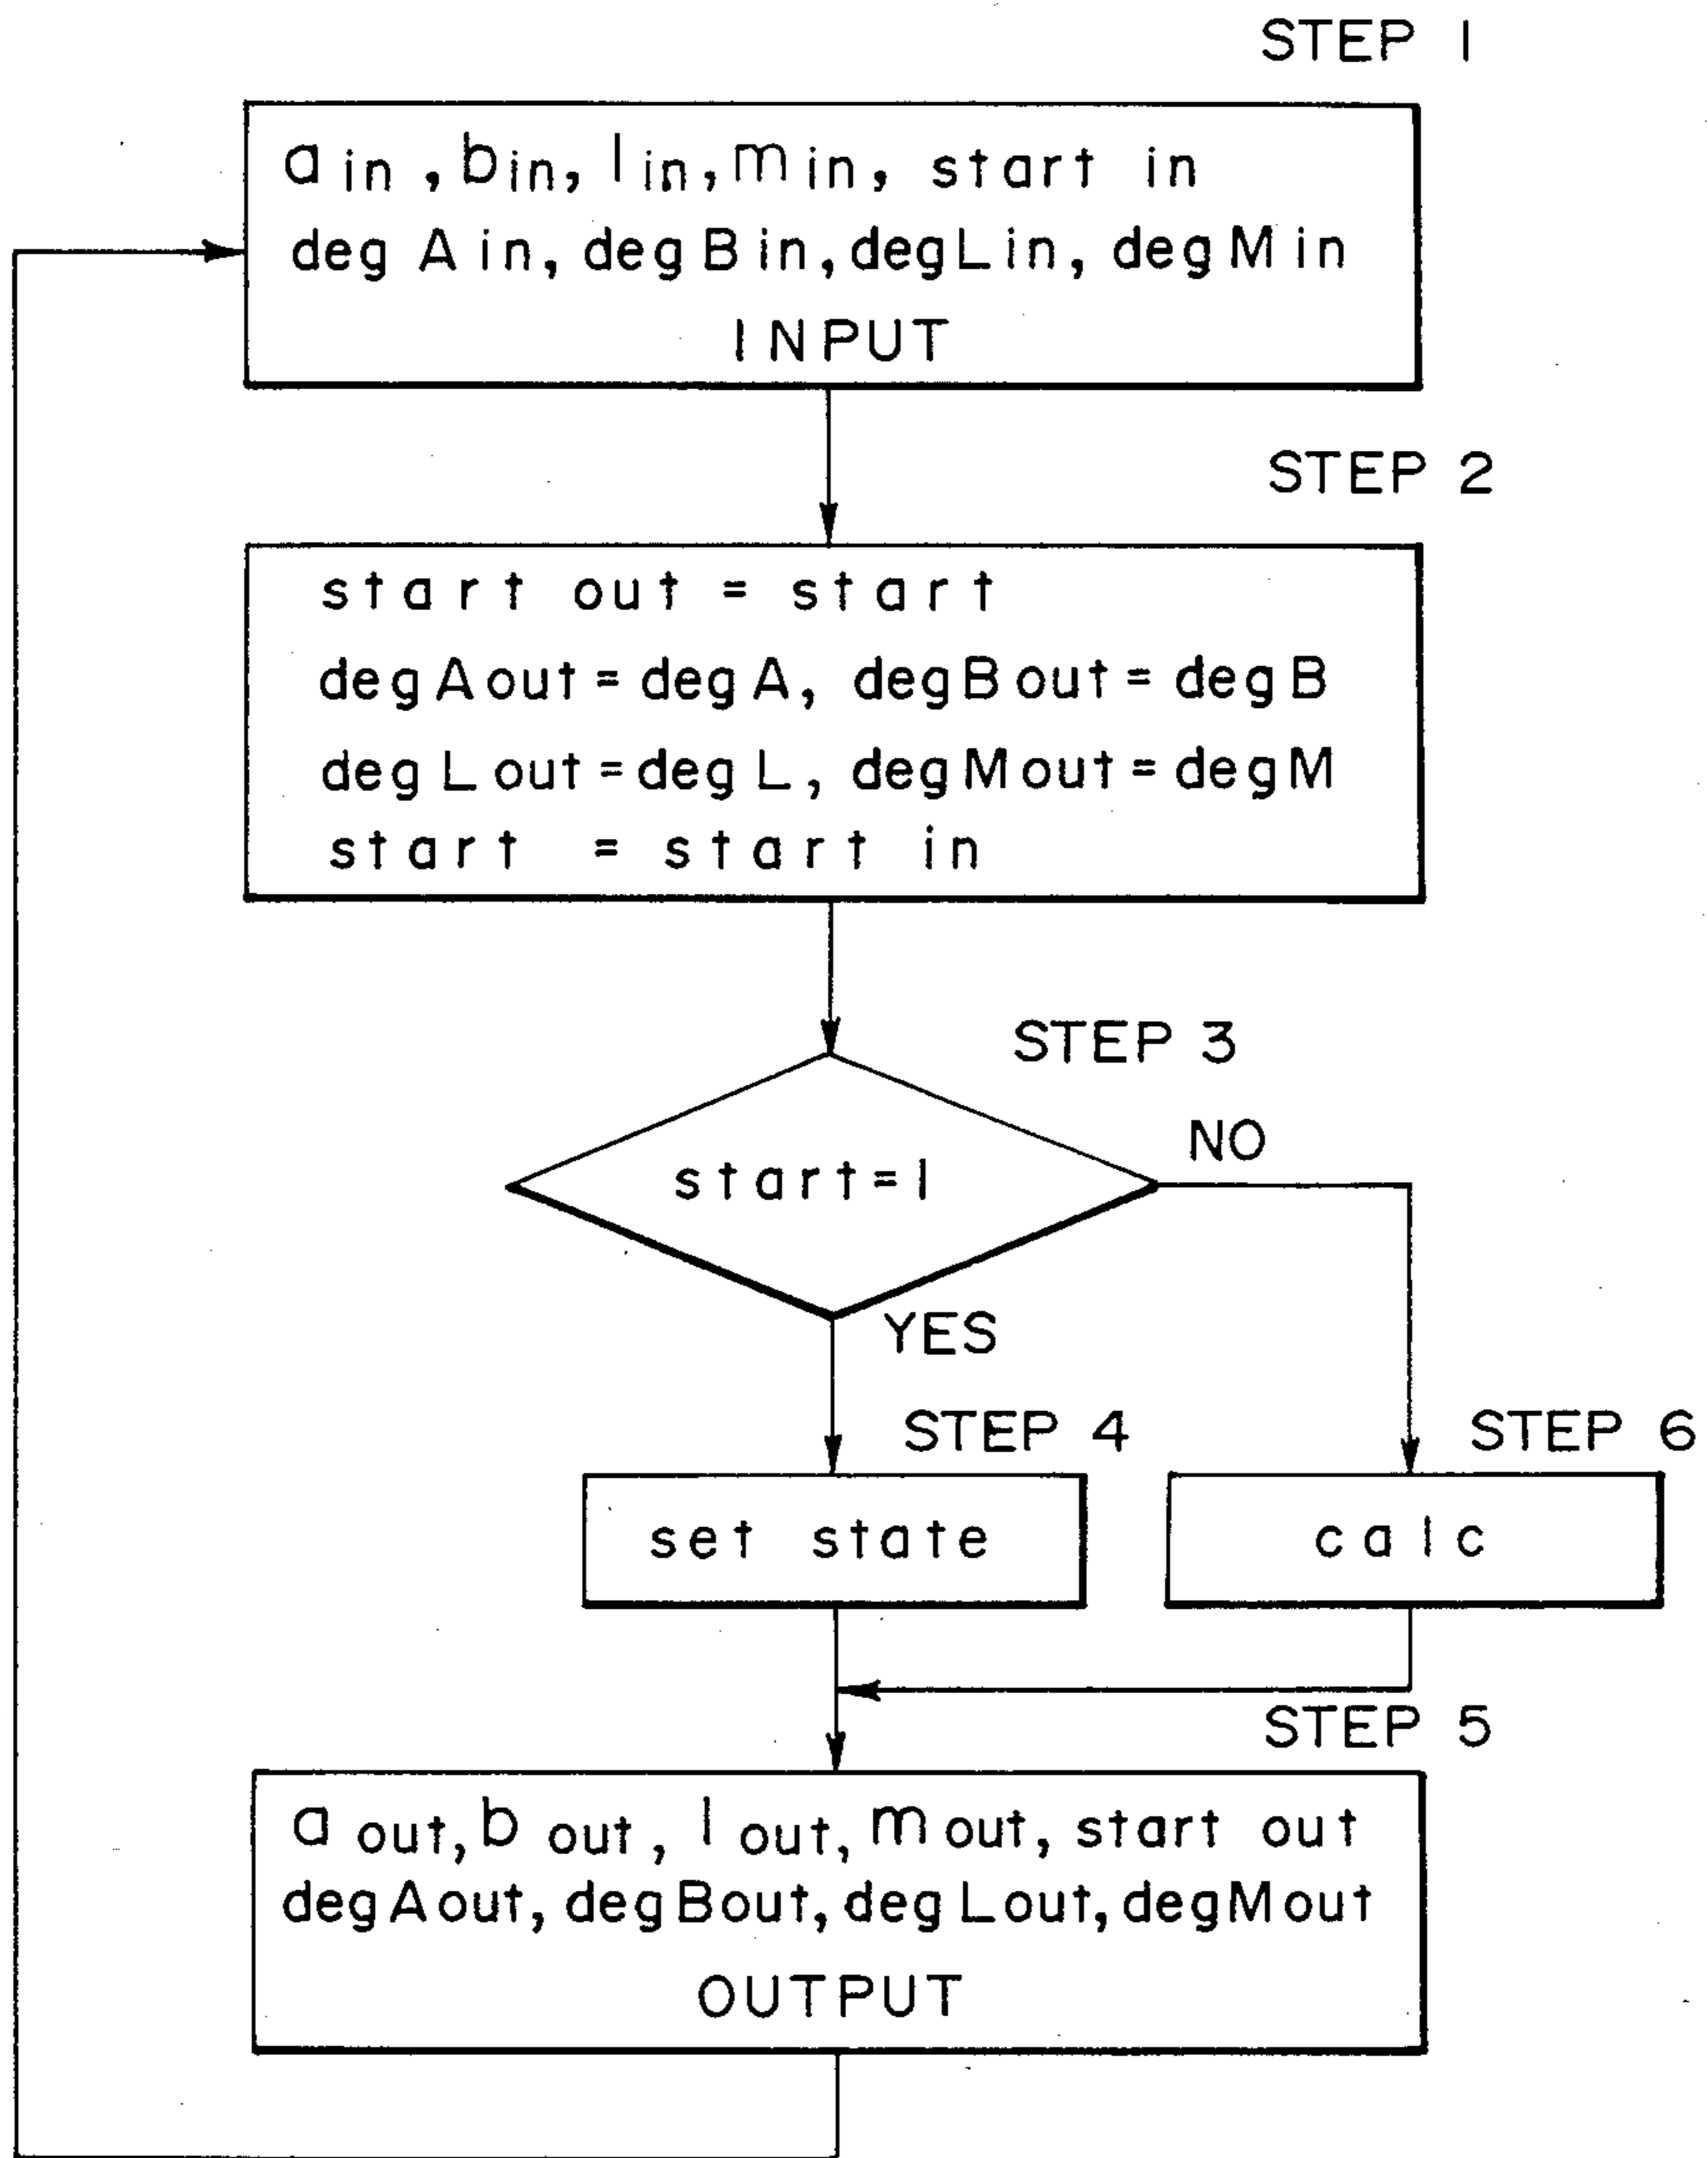 STEP 1
a in, b in, l in, m in, start in
deg A in, deg B in, deg L in, deg M in
INPUT
STEP 2
start out = start
deg A out = deg A, deg B out = deg B
deg L out = deg L, deg M out = deg M
start = start in
STEP 3
start = 1
NO
YES
STEP 4
STEP 6
set state
calc
STEP 5
a out, b out, l out, m out, start out
deg A out, deg B out, deg L out, deg M out
OUTPUT